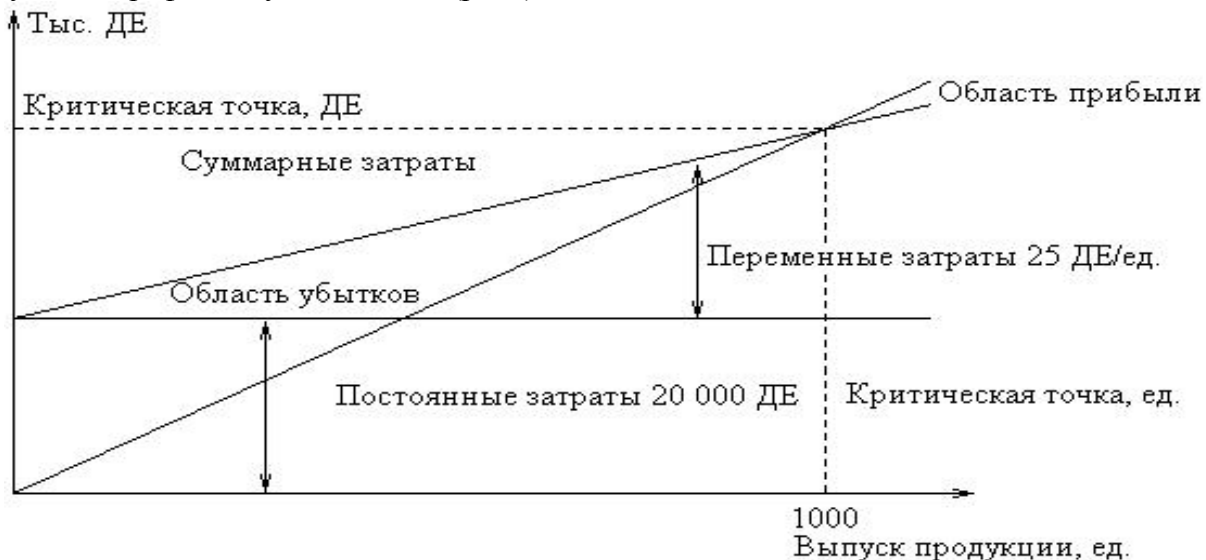 Тыс. ДЕ
Критическая точка, ДЕ
Область прибыли
Суммарные затраты
Переменные затраты 25 ДЕ/ед.
Область убытков
Постоянные затраты 20 000 ДЕ
Критическая точка, ед.
1000
Выпуск продукции, ед.